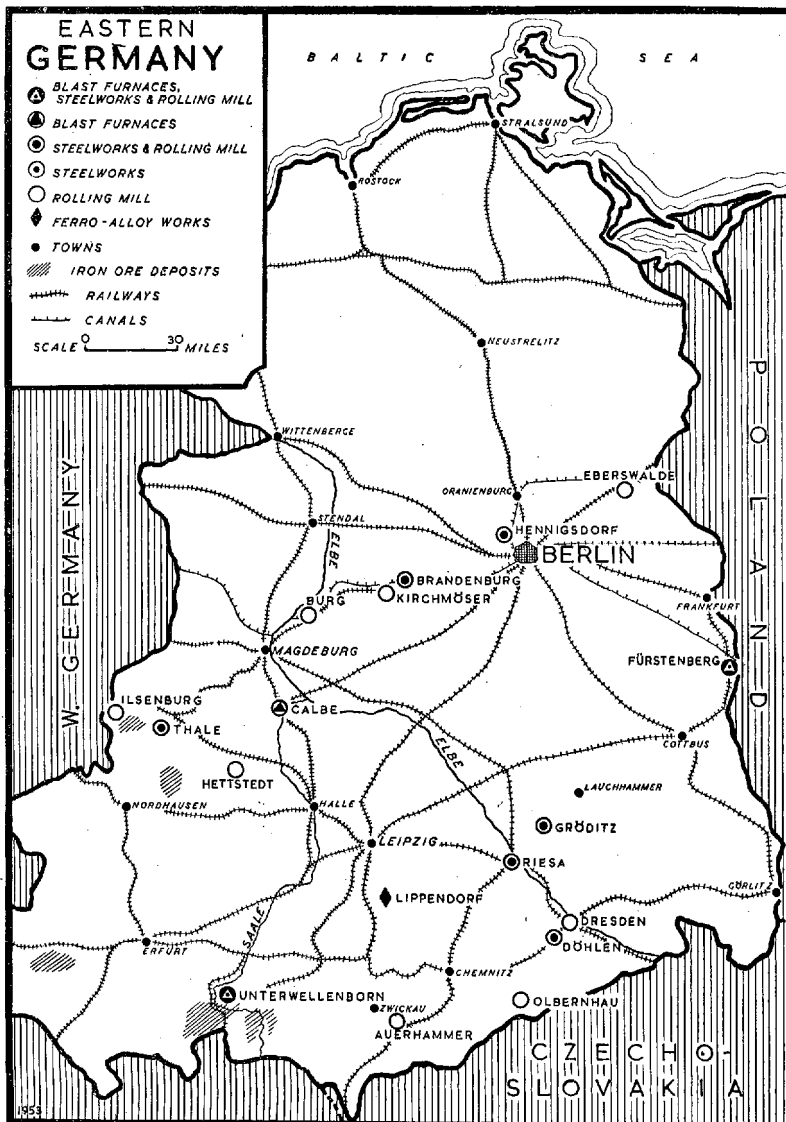 EASTERN
GERMANY
BLAST FURNACES,
STEELWORKS & ROLLING MILL
BLAST FURNACES
STEELWORKS & ROLLING MILL
STEELWORKS
ROLLING MILL
FERRO-ALLOY WORKS
TOWNS
IRON ORE DEPOSITS
RAILWAYS
CANALS
SCALE 0 30 MILES
BALTIC SEA
STRALSUND
ROSTOCK
NEUSTRELITZ
POLAND
W. GERMANY
WITTENBERGE
EBERSWALDE
ORANIENBURG
STENDAL
ELBE
HENNIGSDORF
BERLIN
BRANDENBURG
KIRCHMÖSER
BURG
FRANKFURT
MAGDEBURG
FÜRSTENBERG
ILSENBURG
CALBE
THALE
ELBE
COTTBUS
HETTSTEDT
LAUCHHAMMER
NORDHAUSEN
HALLE
GRÖDITZ
LEIPZIG
RIESA
GÖRLITZ
LIPPENDORF
DRESDEN
SAALE
ERFURT
DÖHLEN
CHEMNITZ
UNTERWELLENBORN
OLBERNHAU
ZWICKAU
AUERHAMMER
CZECHO-
SLOVAKIA
1953